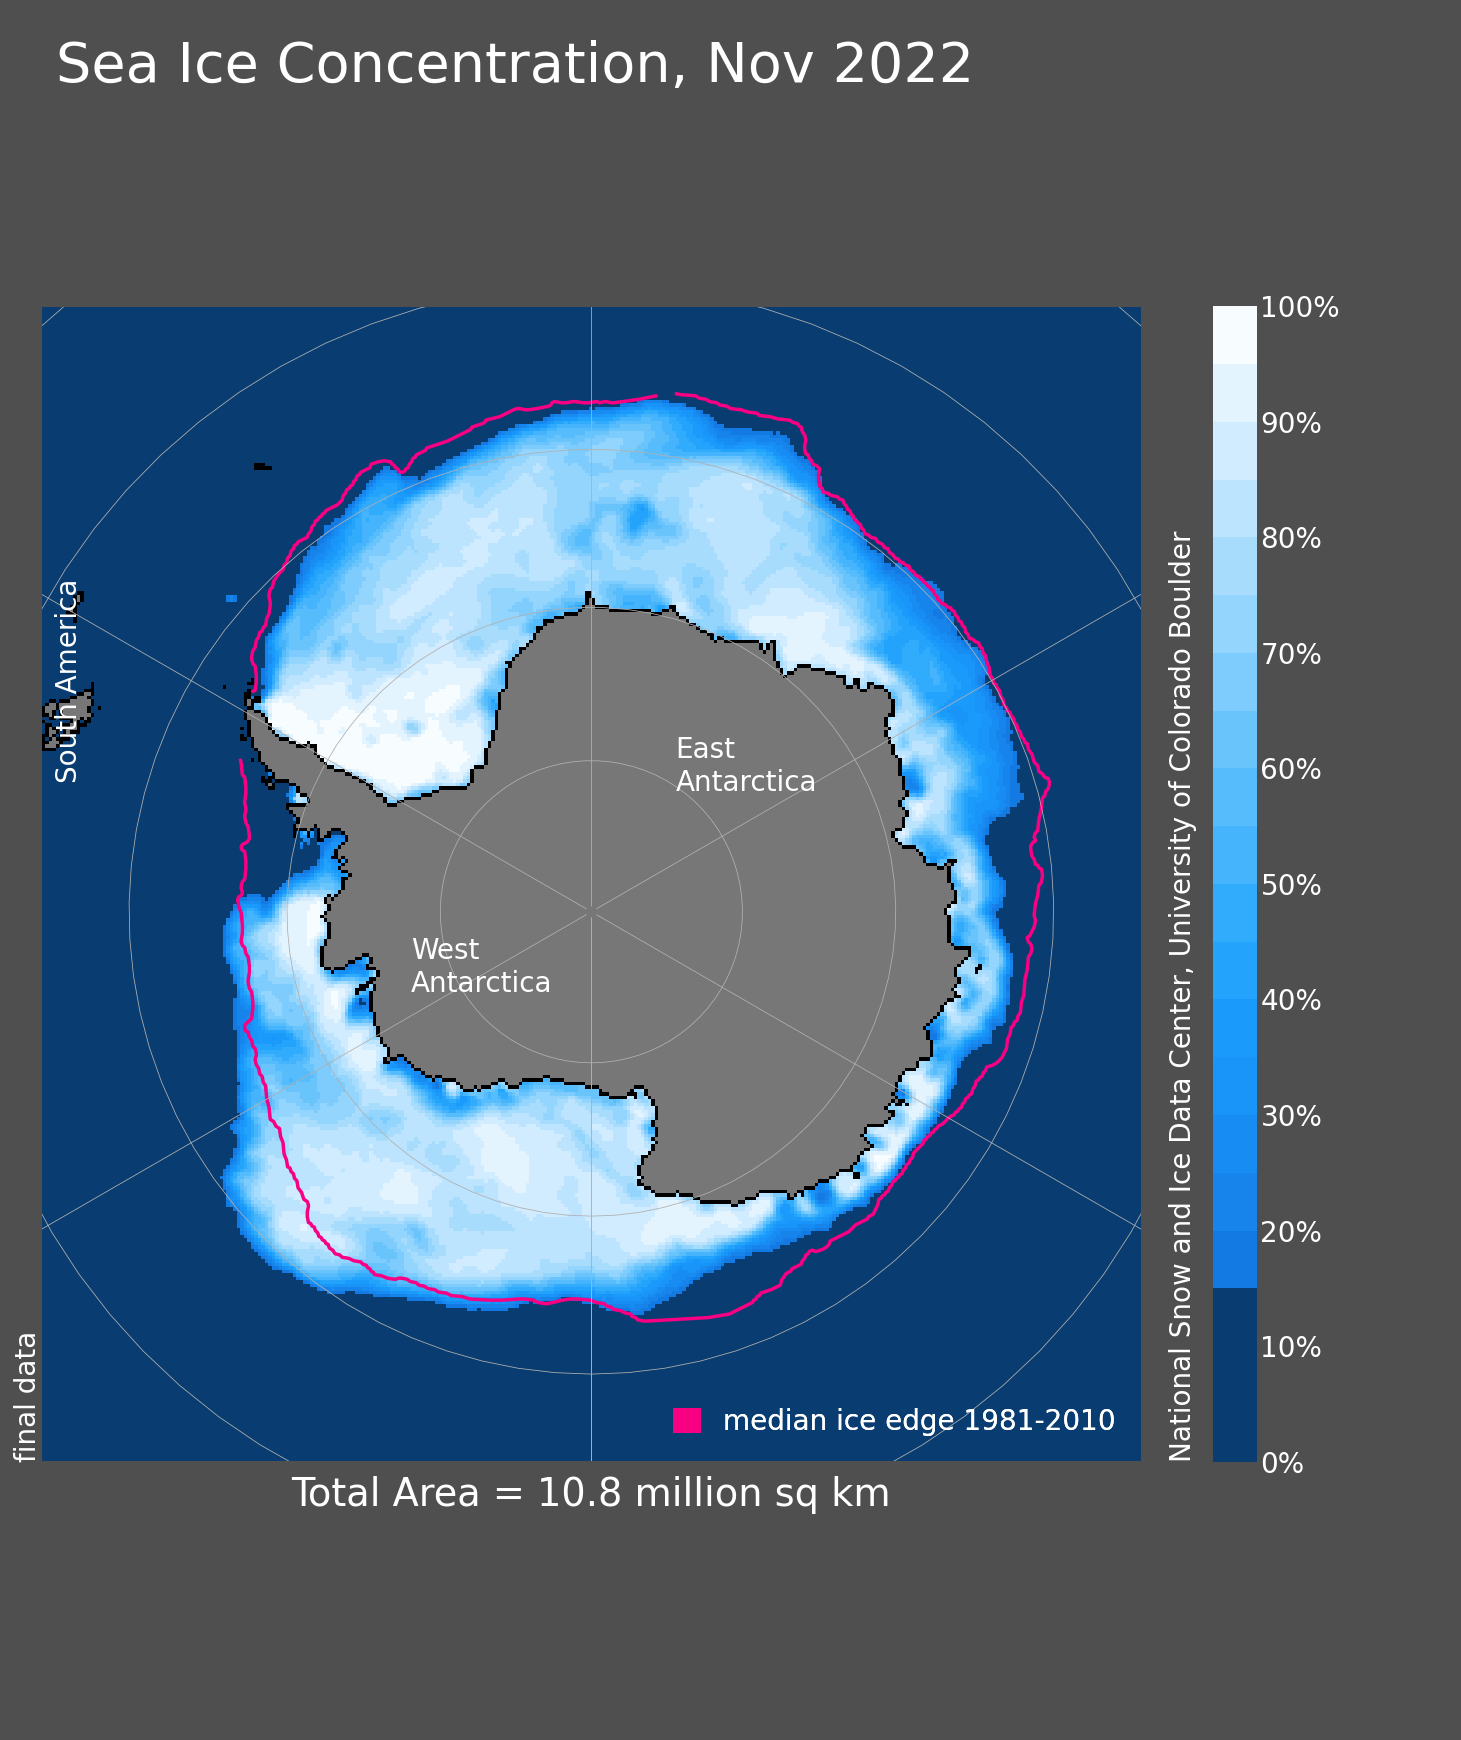 Sea Ice Concentration, Nov 2022
South America
East
Antarctica
West
Antarctica
median ice edge 1981-2010
final data
Total Area = 10.8 million sq km
National Snow and Ice Data Center, University of Colorado Boulder
100%
90%
80%
70%
60%
50%
40%
30%
20%
10%
0%